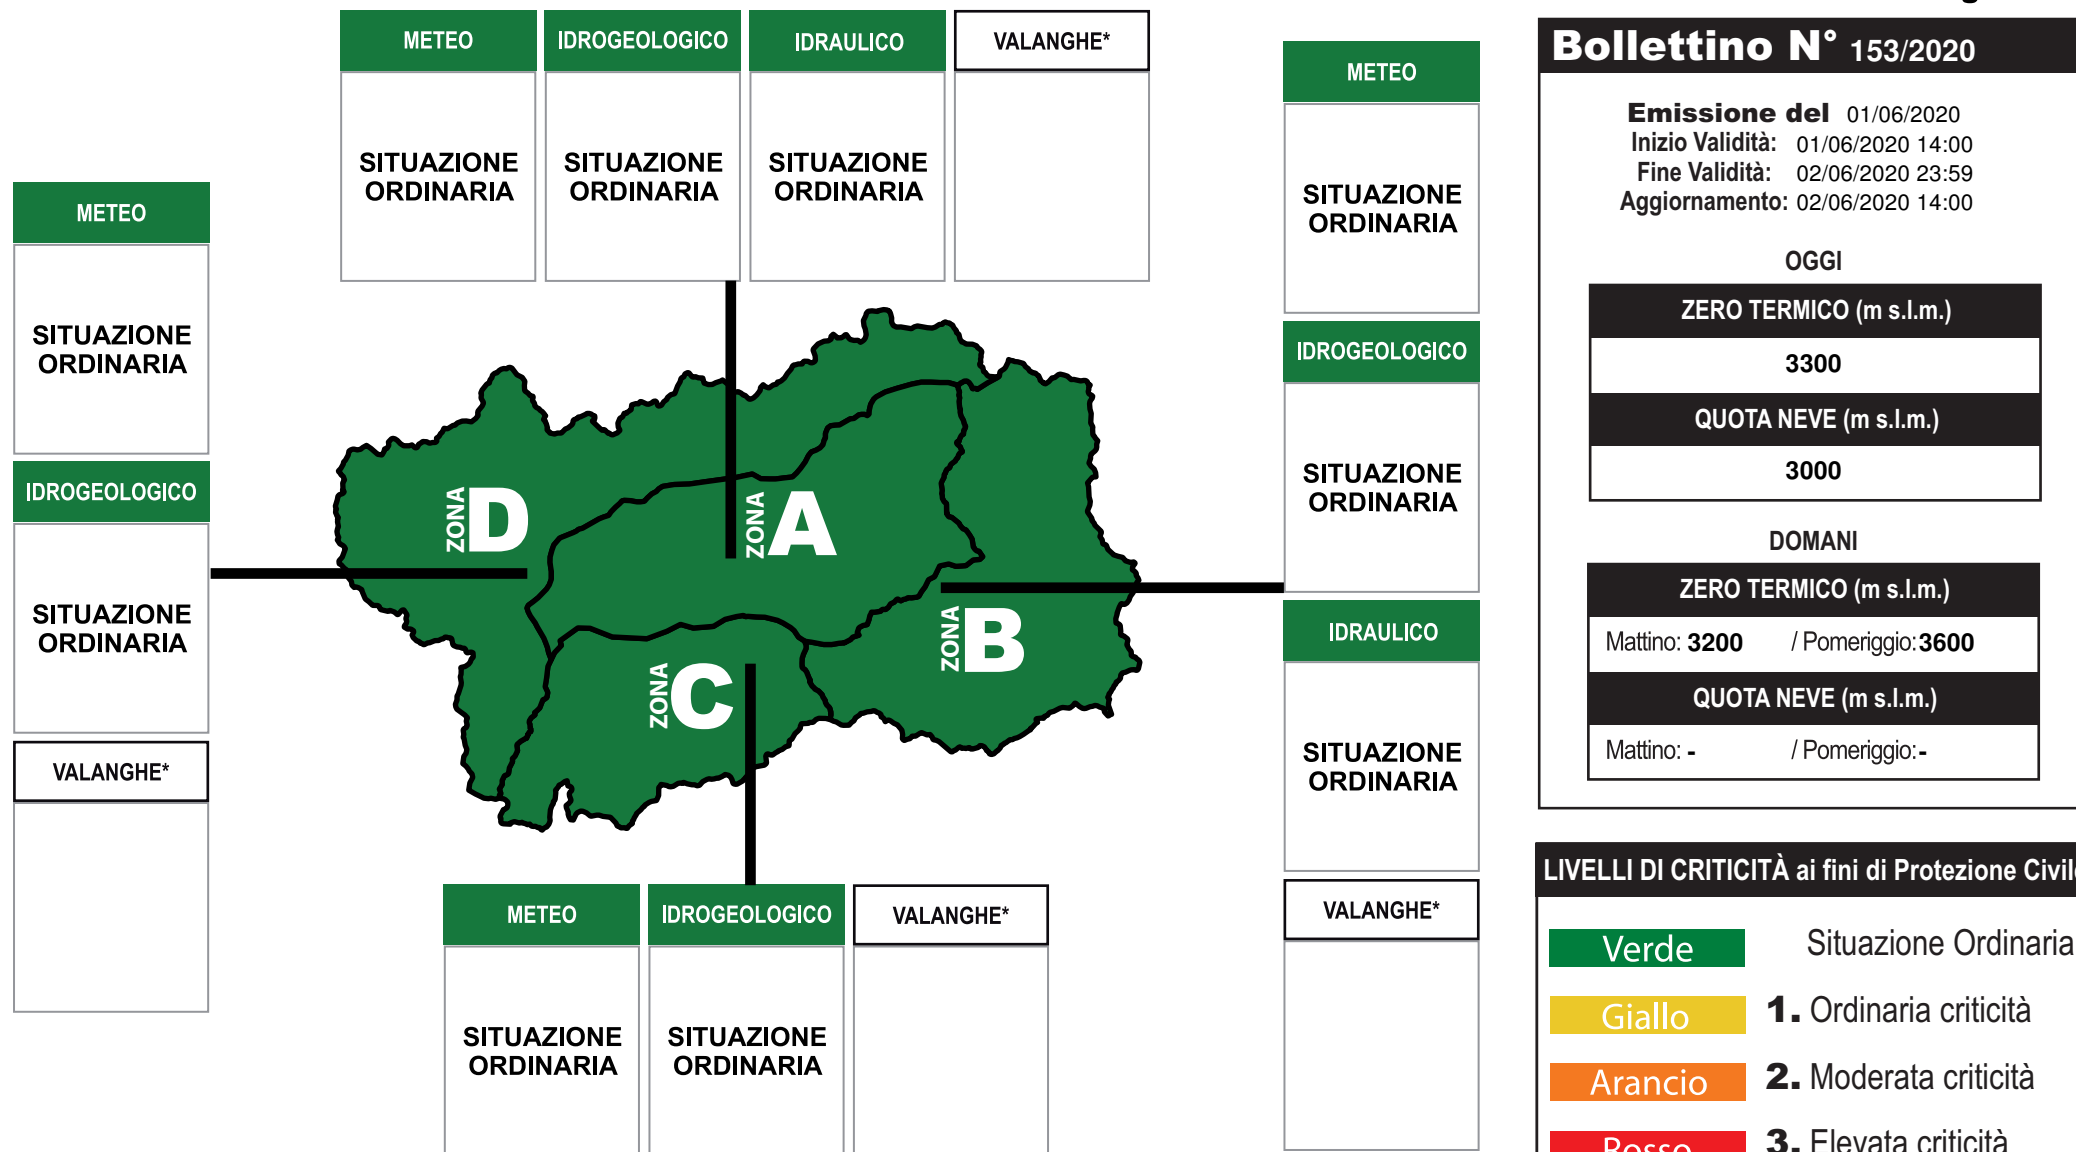 METEO IDROGEOLOGICO IDRAULICO VALANGHE*
SITUAZIONE ORDINARIA
SITUAZIONE ORDINARIA
SITUAZIONE ORDINARIA
METEO
SITUAZIONE
ORDINARIA
IDROGEOLOGICO
SITUAZIONE
ORDINARIA
VALANGHE*
ZONA D
ZONA A
ZONA B
ZONA C
METEO
SITUAZIONE
ORDINARIA
IDROGEOLOGICO
SITUAZIONE
ORDINARIA
IDRAULICO
SITUAZIONE
ORDINARIA
VALANGHE*
METEO IDROGEOLOGICO VALANGHE*
SITUAZIONE ORDINARIA
SITUAZIONE ORDINARIA
Bollettino N° 153/2020
Emissione del 01/06/2020
Inizio Validità: 01/06/2020 14:00
Fine Validità: 02/06/2020 23:59
Aggiornamento: 02/06/2020 14:00
OGGI
ZERO TERMICO (m s.l.m.)
3300
QUOTA NEVE (m s.l.m.)
3000
DOMANI
ZERO TERMICO (m s.l.m.)
Mattino: 3200 / Pomeriggio: 3600
QUOTA NEVE (m s.l.m.)
Mattino: - / Pomeriggio: -
LIVELLI DI CRITICITÀ ai fini di Protezione Civile
Verde Situazione Ordinaria
Giallo 1. Ordinaria criticità
Arancio 2. Moderata criticità
Rosso 3. Elevata criticità